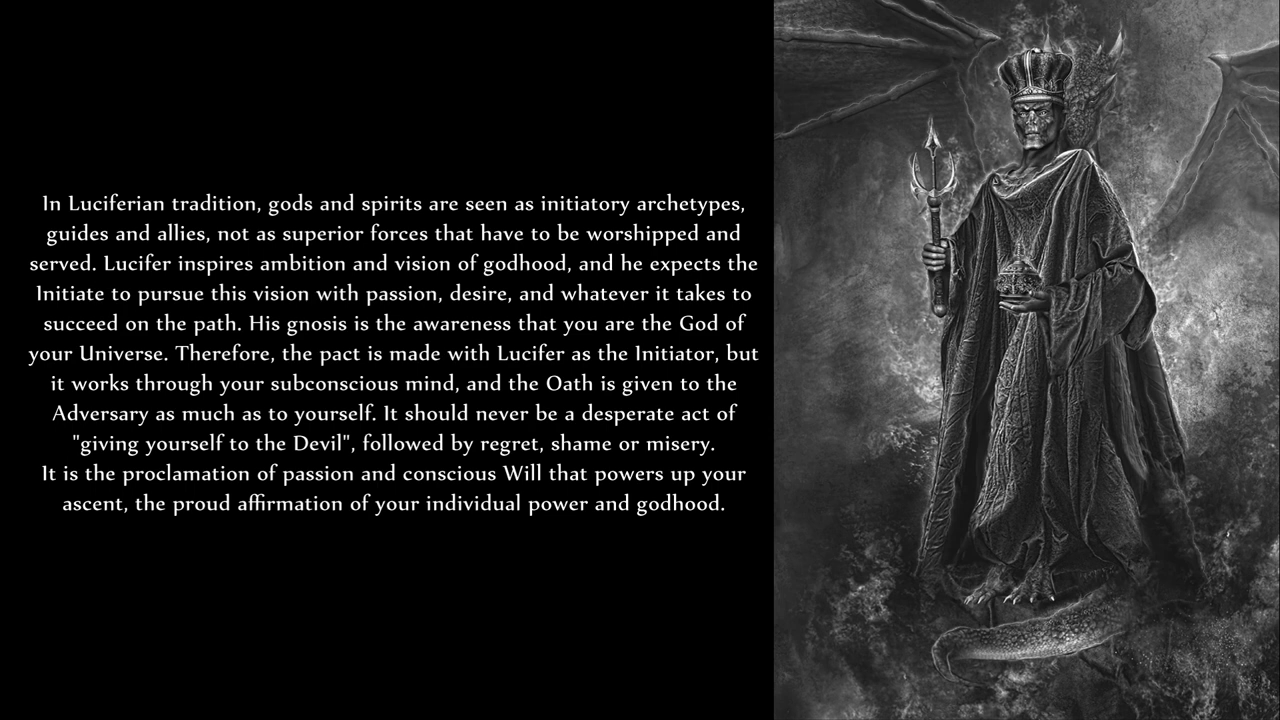 In Luciferian tradition, gods and spirits are seen as initiatory archetypes,
guides and allies, not as superior forces that have to be worshipped and
served. Lucifer inspires ambition and vision of godhood, and he expects the
Initiate to pursue this vision with passion, desire, and whatever it takes to
succeed on the path. His gnosis is the awareness that you are the God of
your Universe. Therefore, the pact is made with Lucifer as the Initiator, but
it works through your subconscious mind, and the Oath is given to the
Adversary as much as to yourself. It should never be a desperate act of
"giving yourself to the Devil", followed by regret, shame or misery.
It is the proclamation of passion and conscious Will that powers up your
ascent, the proud affirmation of your individual power and godhood.